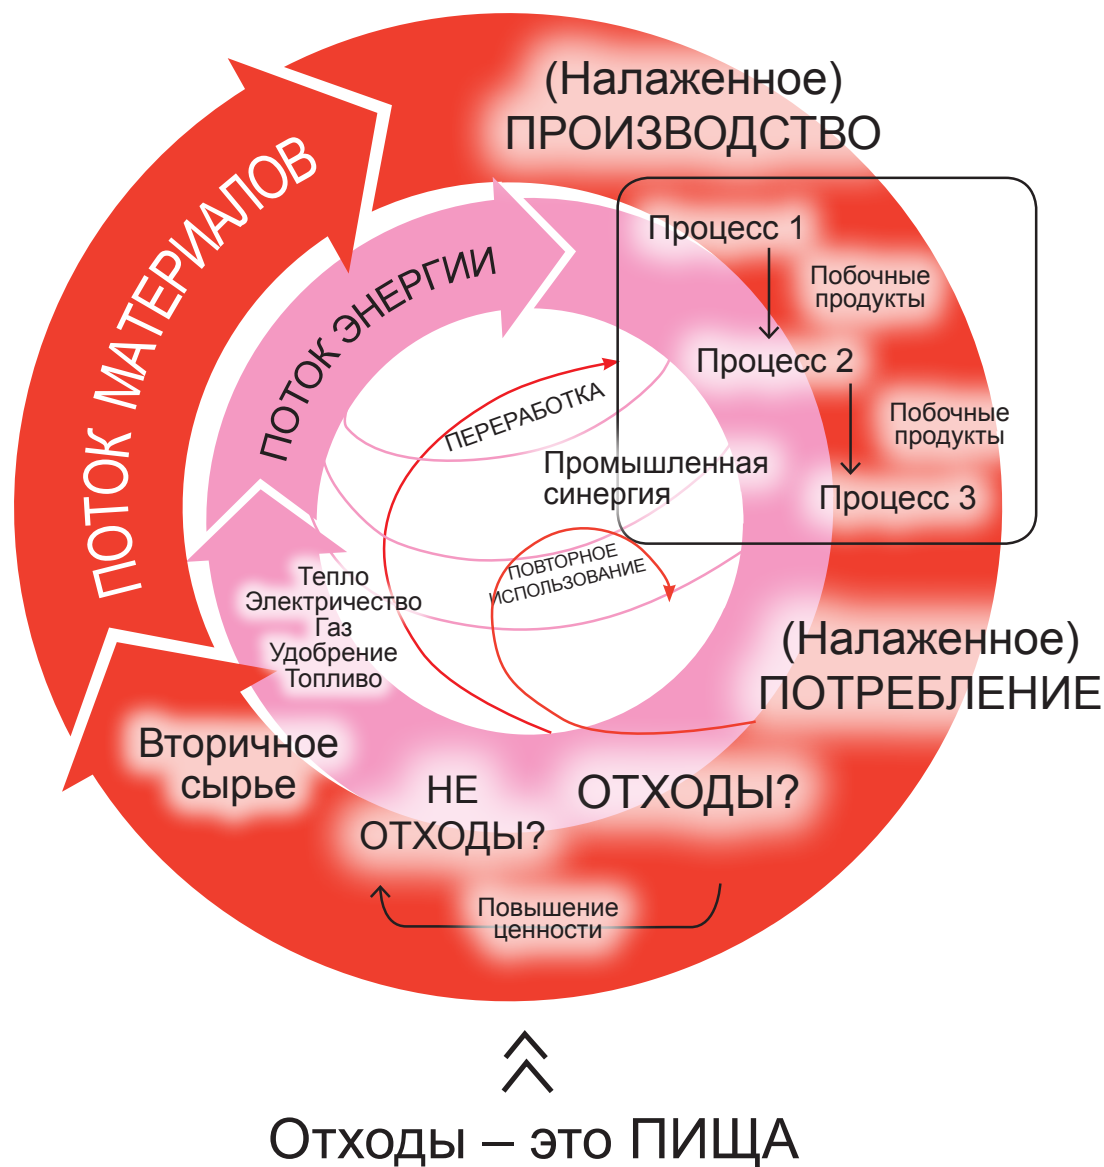 (Налаженное)
ПРОИЗВОДСТВО
ПОТОК МАТЕРИАЛОВ
ПОТОК ЭНЕРГИИ
Процесс 1
Побочные
продукты
Процесс 2
Побочные
продукты
Процесс 3
ПЕРЕРАБОТКА
Промышленная
синергия
ПОВТОРНОЕ
ИСПОЛЬЗОВАНИЕ
Тепло
Электричество
Газ
Удобрение
Топливо
(Налаженное)
ПОТРЕБЛЕНИЕ
Вторичное
сырье
НЕ
ОТХОДЫ?
ОТХОДЫ?
Повышение
ценности
Отходы – это ПИЩА